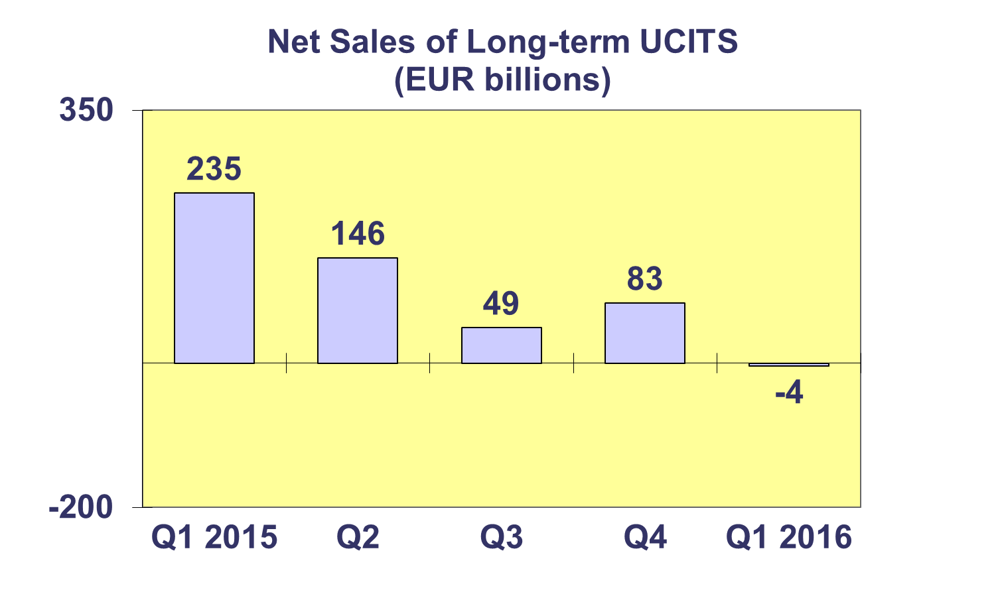 Net Sales of Long-term UCITS
(EUR billions)
350
235
146
49
83
-4
-200
Q1 2015 Q2 Q3 Q4 Q1 2016